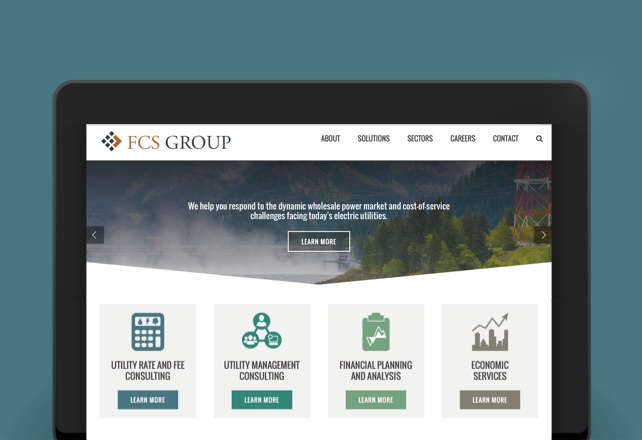 FCS GROUP
ABOUT SOLUTIONS SECTORS CAREERS CONTACT
We help you respond to the dynamic wholesale power market and cost-of-service
challenges facing today's electric utilities.
LEARN MORE
UTILITY RATE AND FEE
CONSULTING
LEARN MORE
UTILITY MANAGEMENT
CONSULTING
LEARN MORE
FINANCIAL PLANNING
AND ANALYSIS
LEARN MORE
ECONOMIC
SERVICES
LEARN MORE